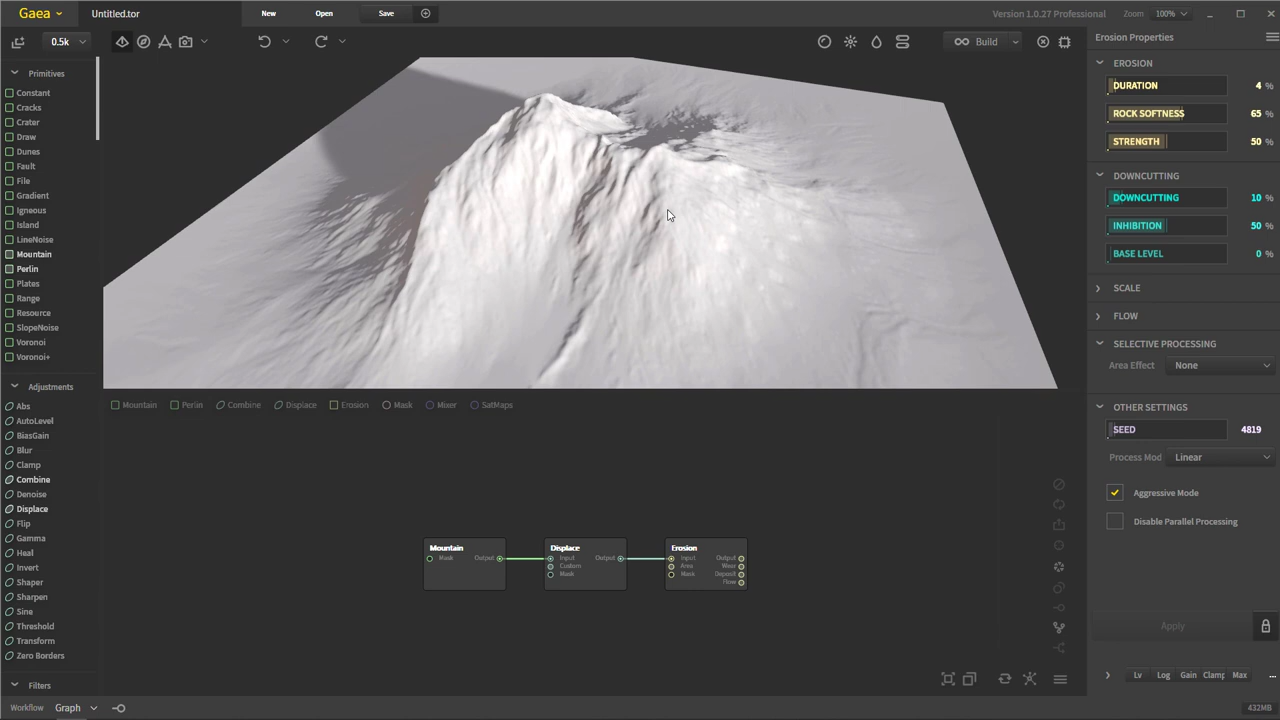 Gaea
Untitled.tor
New
Open
Save
Version 1.0.27 Professional
Zoom
100%
0.5k
Build
Primitives
Constant
Cracks
Crater
Draw
Dunes
Fault
File
Gradient
Igneous
Island
LineNoise
Mountain
Perlin
Plates
Range
Resource
SlopeNoise
Voronoi
Voronoi+
Adjustments
Abs
AutoLevel
BiasGain
Blur
Clamp
Combine
Denoise
Displace
Flip
Gamma
Heal
Invert
Shaper
Sharpen
Sine
Threshold
Transform
Zero Borders
Filters
Mountain Perlin Combine Displace Erosion Mask Mixer SatMaps
Mountain
Mask Output
Displace
Input Output
Custom
Mask
Erosion
Input Output
Area Wear
Mask Deposit
Flow
Erosion Properties
EROSION
DURATION 4 %
ROCK SOFTNESS 65 %
STRENGTH 50 %
DOWNCUTTING
DOWNCUTTING 10 %
INHIBITION 50 %
BASE LEVEL 0 %
SCALE
FLOW
SELECTIVE PROCESSING
Area Effect None
OTHER SETTINGS
SEED 4819
Process Mod Linear
Aggressive Mode
Disable Parallel Processing
Apply
Lv Log Gain Clamp Max ...
Workflow Graph
432MB